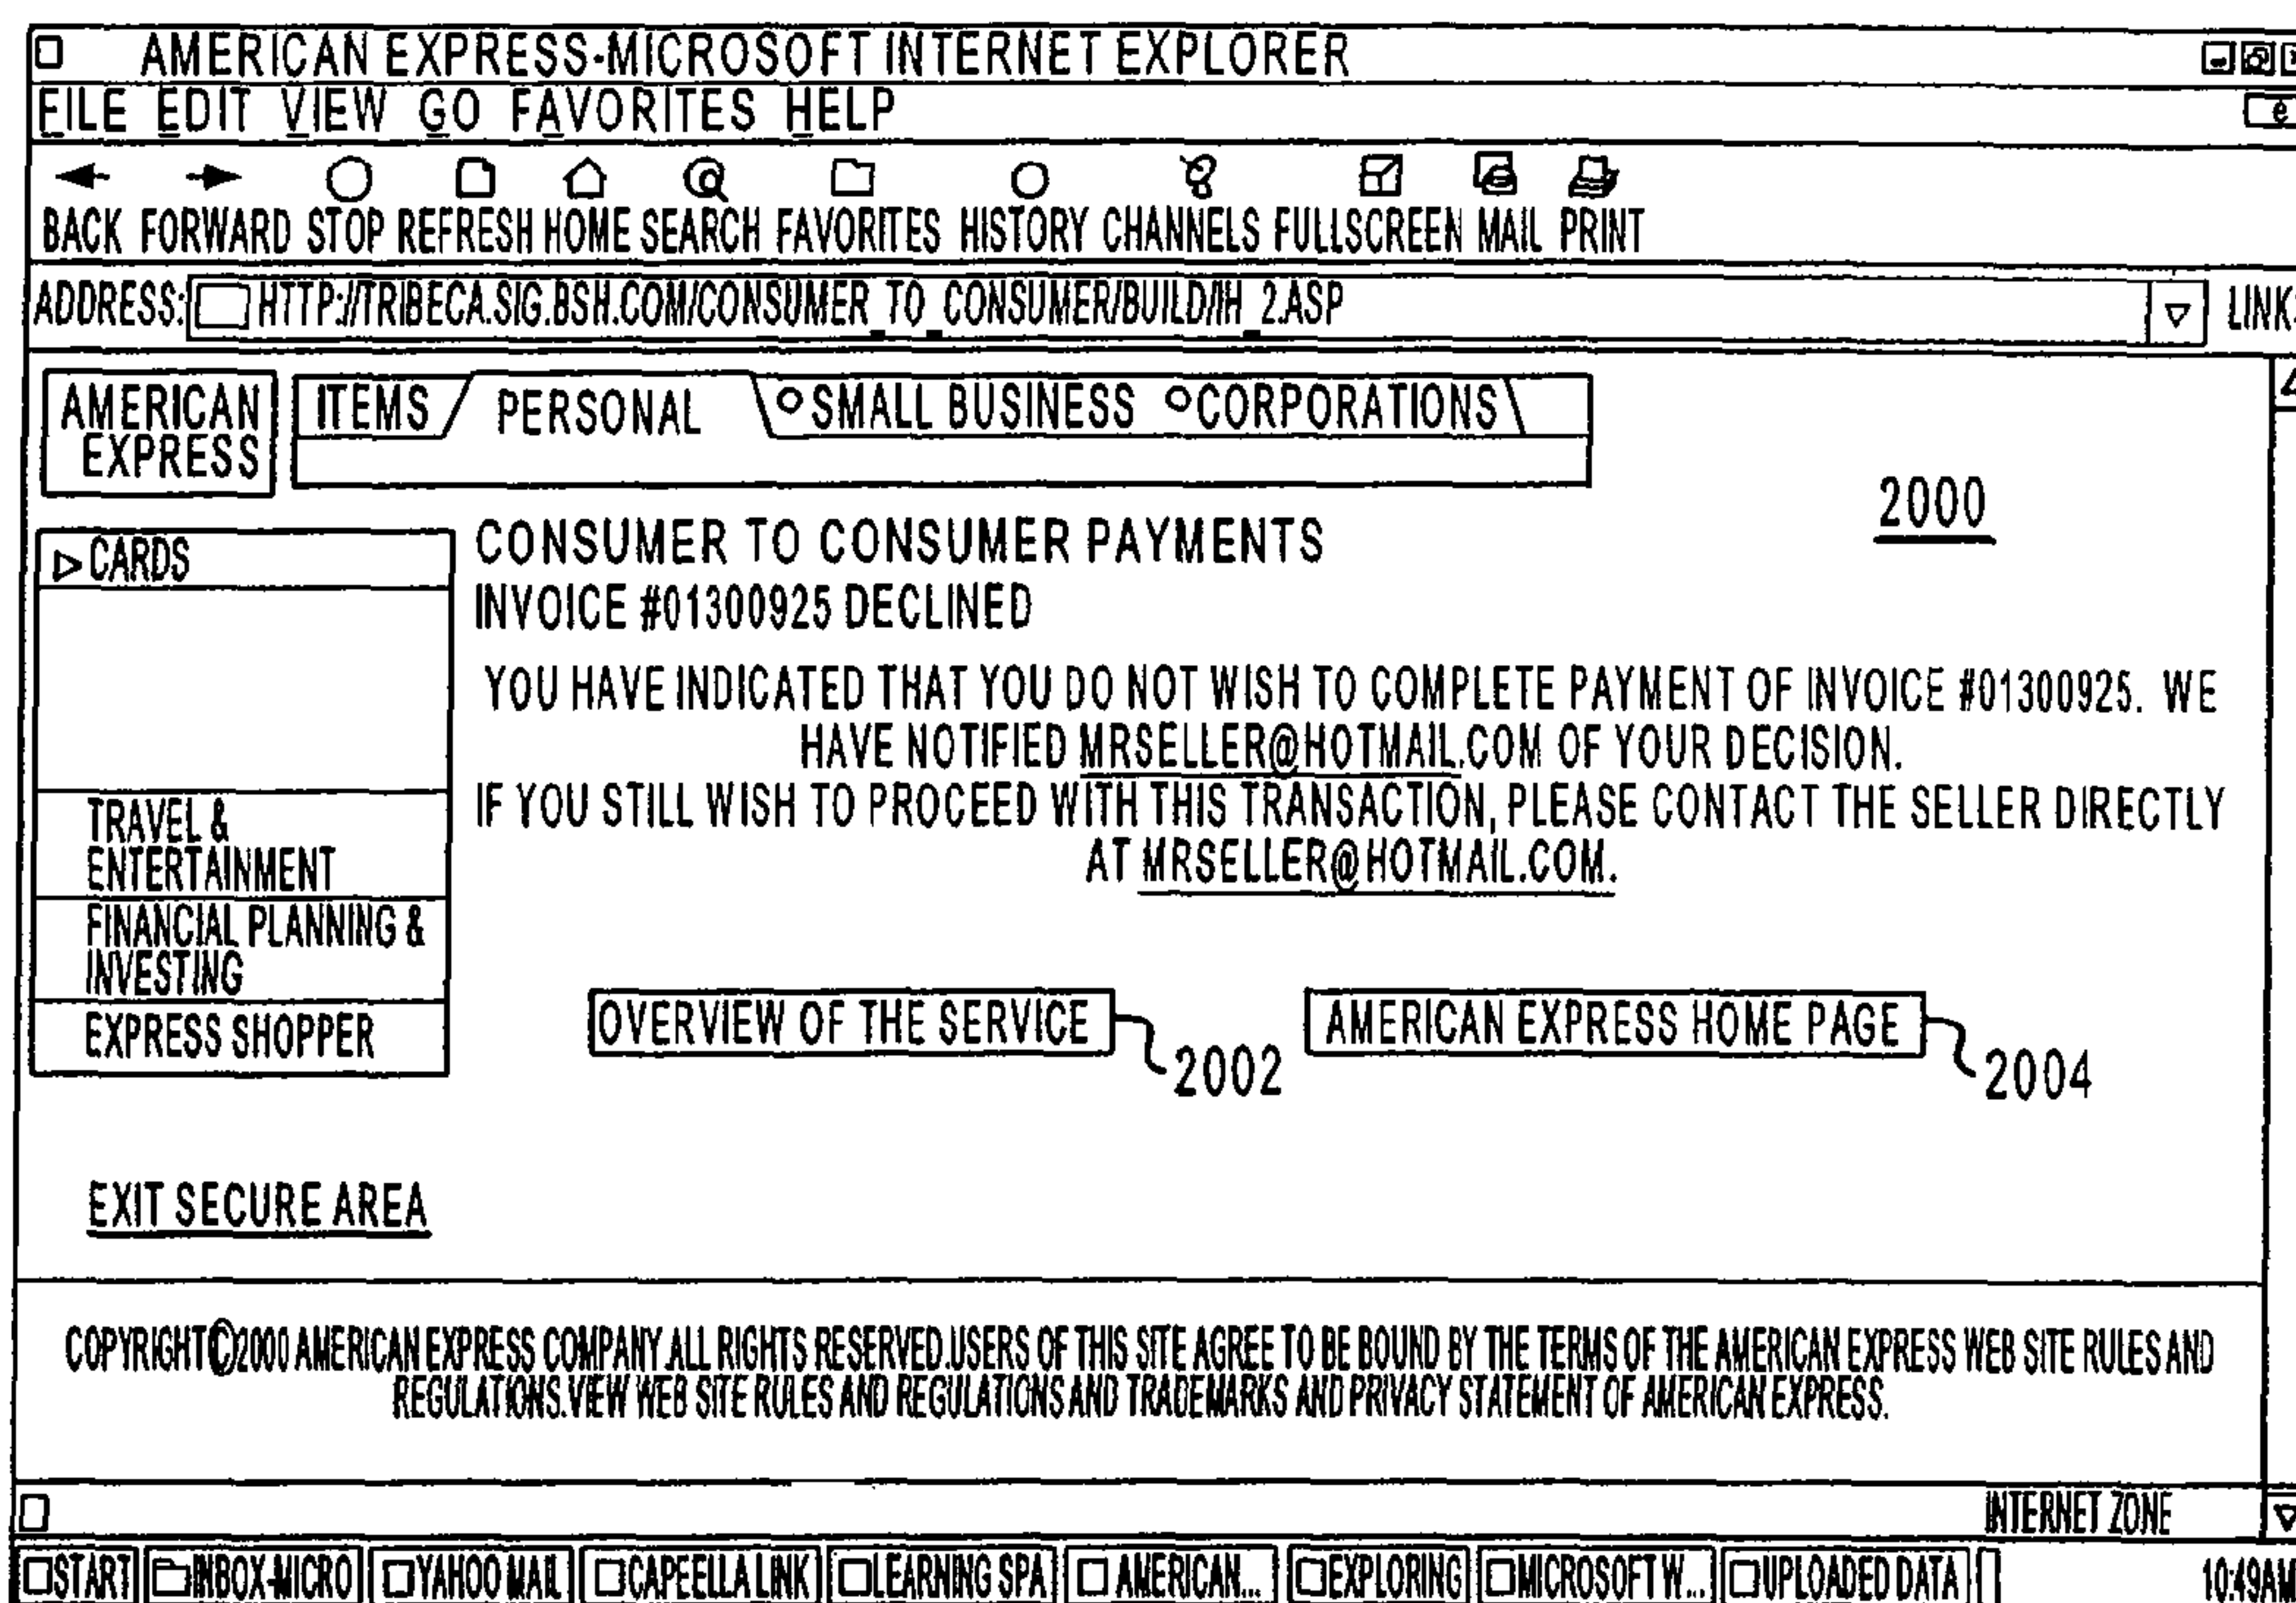 AMERICAN EXPRESS-MICROSOFT INTERNET EXPLORER
FILE EDIT VIEW GO FAVORITES HELP
e
BACK FORWARD STOP REFRESH HOME SEARCH FAVORITES HISTORY CHANNELS FULLSCREEN MAIL PRINT
ADDRESS: HTTP://TRIBECA.SIG.BSH.COM/CONSUMER_TO_CONSUMER/BUILD/IH_2.ASP
AMERICAN EXPRESS
ITEMS PERSONAL SMALL BUSINESS CORPORATIONS
2000
CARDS
TRAVEL &
ENTERTAINMENT
FINANCIAL PLANNING &
INVESTING
EXPRESS SHOPPER
CONSUMER TO CONSUMER PAYMENTS
INVOICE #01300925 DECLINED
YOU HAVE INDICATED THAT YOU DO NOT WISH TO COMPLETE PAYMENT OF INVOICE #01300925. WE
HAVE NOTIFIED MRSELLER@HOTMAIL.COM OF YOUR DECISION.
IF YOU STILL WISH TO PROCEED WITH THIS TRANSACTION, PLEASE CONTACT THE SELLER DIRECTLY
AT MRSELLER@HOTMAIL.COM.
OVERVIEW OF THE SERVICE 2002 AMERICAN EXPRESS HOME PAGE 2004
EXIT SECURE AREA
COPYRIGHT©2000 AMERICAN EXPRESS COMPANY.ALL RIGHTS RESERVED.USERS OF THIS SITE AGREE TO BE BOUND BY THE TERMS OF THE AMERICAN EXPRESS WEB SITE RULES AND
REGULATIONS.VIEW WEB SITE RULES AND REGULATIONS AND TRADEMARKS AND PRIVACY STATEMENT OF AMERICAN EXPRESS.
INTERNET ZONE
START INBOX-MICRO YAHOO MAIL CAPEELLA LINK LEARNING SPA AMERICAN... EXPLORING MICROSOFT W... UPLOADED DATA 10:49AM